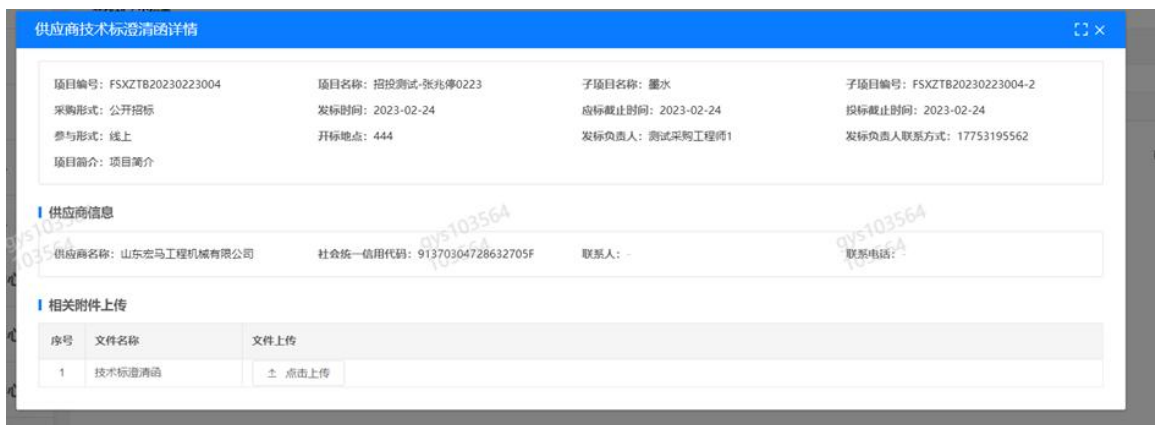 供应商技术标澄清函详情
项目编号：FSXZTB20230223004 项目名称：招投测试-张兆停0223 子项目名称：墨水 子项目编号：FSXZTB20230223004-2
采购形式：公开招标 发标时间：2023-02-24 应标截止时间：2023-02-24 投标截止时间：2023-02-24
参与形式：线上 开标地点：444 发标负责人：测试采购工程师1 发标负责人联系方式：17753195562
项目简介：项目简介
供应商信息
供应商名称：山东宏马工程机械有限公司 社会统一信用代码：91370304728632705F 联系人：- 联系电话：-
相关附件上传
序号 文件名称 文件上传
1 技术标澄清函 点击上传
gys103564
gys103564